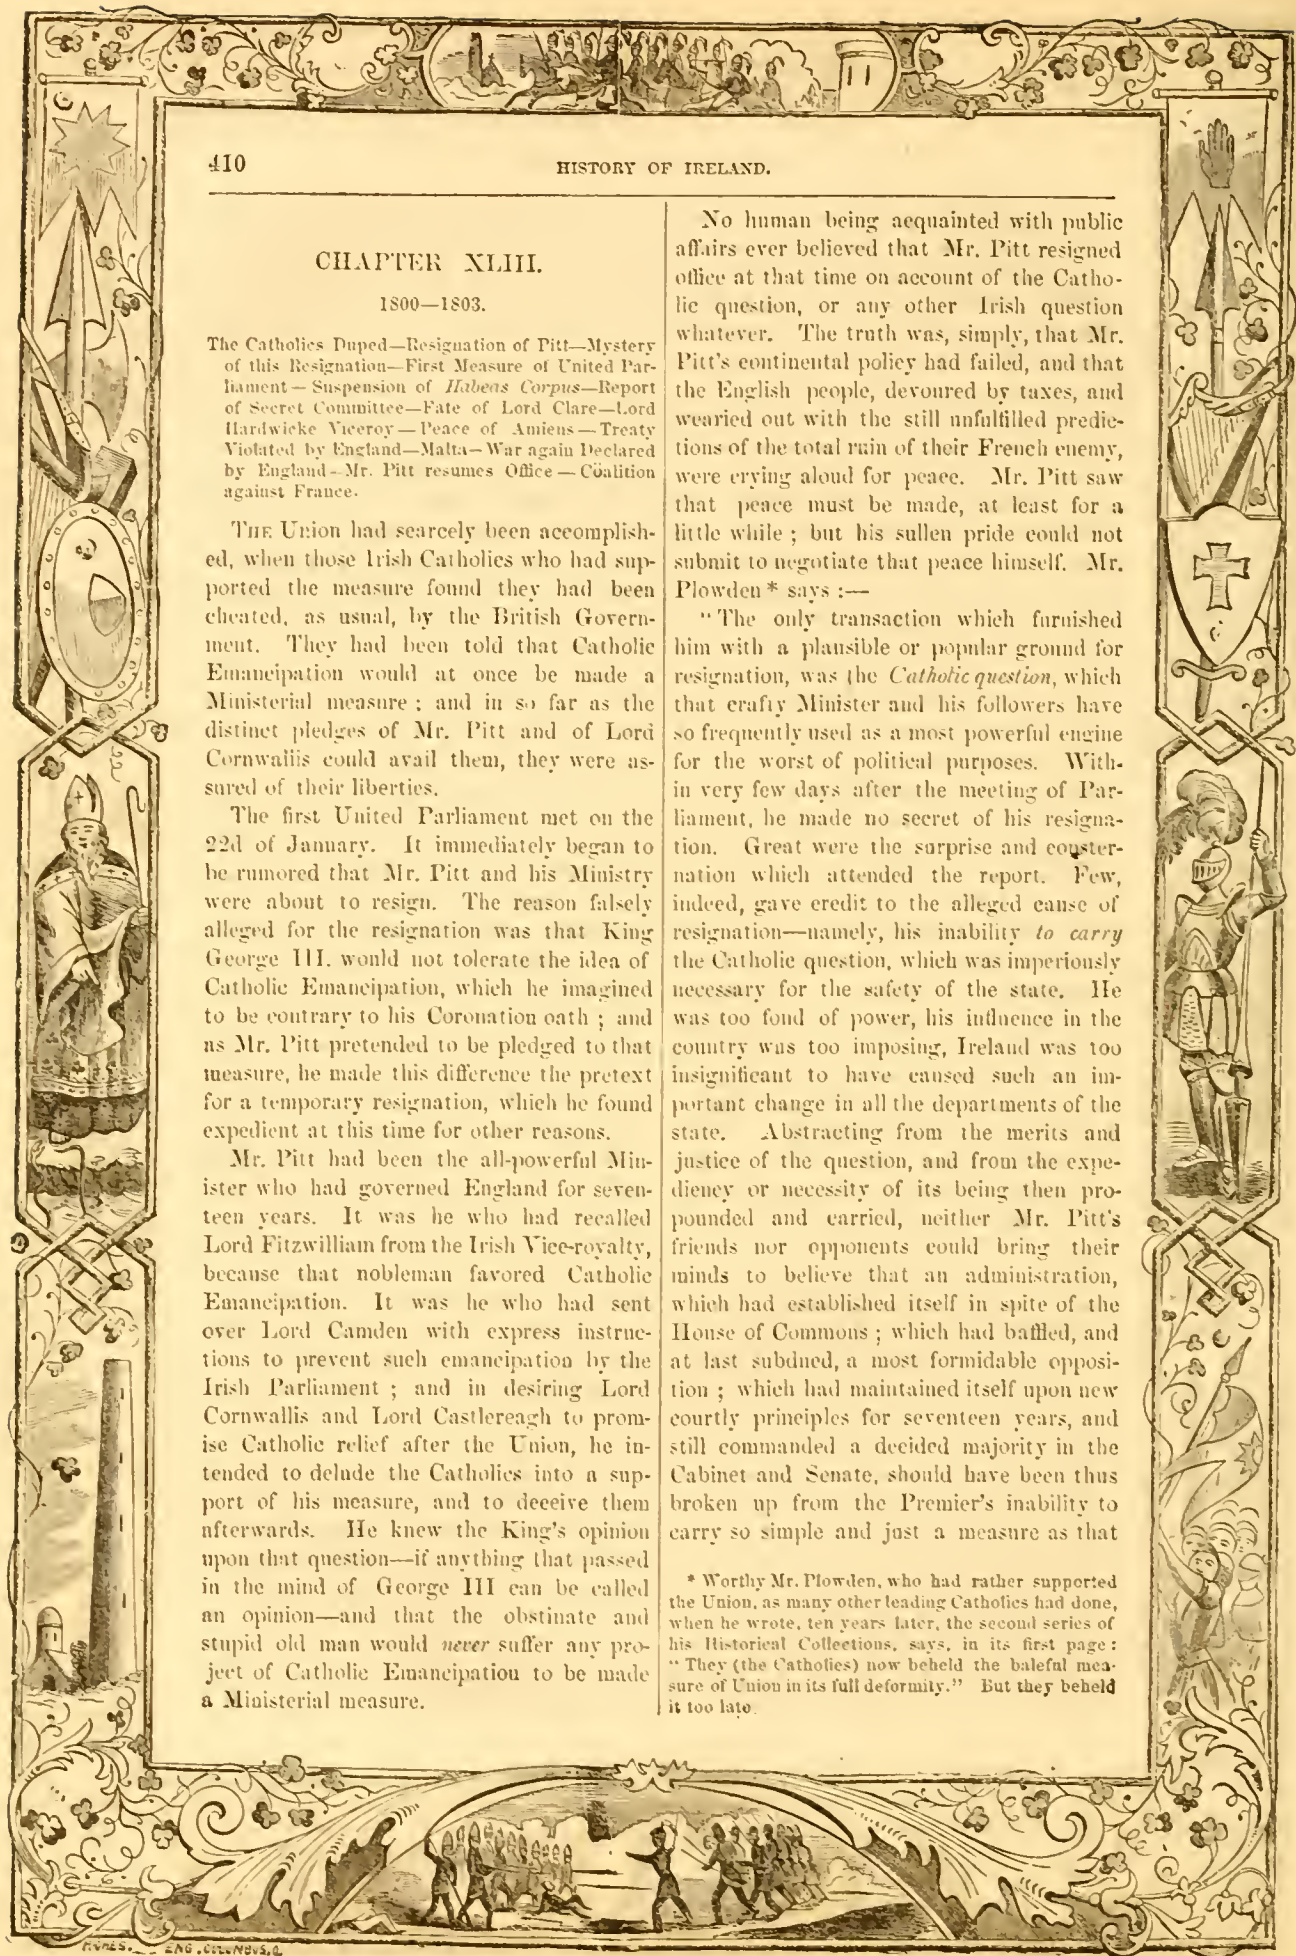 410
HISTORY OF IRELAND.
CHAPTER XLIII.
1800—1803.
The Catholics Duped—Resignation of Pitt—Mystery
of this Resignation—First Measure of United Par-
liament—Suspension of Habeas Corpus—Report
of Secret Committee—Fate of Lord Clare—Lord
Hardwicke Viceroy—Peace of Amiens—Treaty
Violated by England—Malta—War again Declared
by England—Mr. Pitt resumes Office—Cöalition
against France.
THE Union had scarcely been accomplish-
ed, when those Irish Catholics who had sup-
ported the measure found they had been
cheated, as usual, by the British Govern-
ment. They had been told that Catholic
Emancipation would at once be made a
Ministerial measure; and in so far as the
distinct pledges of Mr. Pitt and of Lord
Cornwallis could avail them, they were as-
sured of their liberties.
The first United Parliament met on the
22d of January. It immediately began to
be rumored that Mr. Pitt and his Ministry
were about to resign. The reason falsely
alleged for the resignation was that King
George III. would not tolerate the idea of
Catholic Emancipation, which he imagined
to be contrary to his Coronation oath; and
as Mr. Pitt pretended to be pledged to that
measure, he made this difference the pretext
for a temporary resignation, which he found
expedient at this time for other reasons.
Mr. Pitt had been the all-powerful Min-
ister who had governed England for seven-
teen years. It was he who had recalled
Lord Fitzwilliam from the Irish Vice-royalty,
because that nobleman favored Catholic
Emancipation. It was he who had sent
over Lord Camden with express instruc-
tions to prevent such emancipation by the
Irish Parliament; and in desiring Lord
Cornwallis and Lord Castlereagh to prom-
ise Catholic relief after the Union, he in-
tended to delude the Catholics into a sup-
port of his measure, and to deceive them
afterwards. He knew the King's opinion
upon that question—if anything that passed
in the mind of George III can be called
an opinion—and that the obstinate and
stupid old man would never suffer any pro-
ject of Catholic Emancipation to be made
a Ministerial measure.
No human being acquainted with public
affairs ever believed that Mr. Pitt resigned
office at that time on account of the Catho-
lic question, or any other Irish question
whatever. The truth was, simply, that Mr.
Pitt's continental policy had failed, and that
the English people, devoured by taxes, and
wearied out with the still unfulfilled predic-
tions of the total ruin of their French enemy,
were crying aloud for peace. Mr. Pitt saw
that peace must be made, at least for a
little while; but his sullen pride could not
submit to negotiate that peace himself. Mr.
Plowden * says:—
"The only transaction which furnished
him with a plausible or popular ground for
resignation, was the Catholic question, which
that crafty Minister and his followers have
so frequently used as a most powerful engine
for the worst of political purposes. With-
in very few days after the meeting of Par-
liament, he made no secret of his resigna-
tion. Great were the surprise and conster-
nation which attended the report. Few,
indeed, gave credit to the alleged cause of
resignation—namely, his inability to carry
the Catholic question, which was imperiously
necessary for the safety of the state. He
was too fond of power, his influence in the
country was too imposing, Ireland was too
insignificant to have caused such an im-
portant change in all the departments of the
state. Abstracting from the merits and
justice of the question, and from the expe-
diency or necessity of its being then pro-
pounded and carried, neither Mr. Pitt's
friends nor opponents could bring their
minds to believe that an administration,
which had established itself in spite of the
House of Commons; which had baffled, and
at last subdued, a most formidable opposi-
tion; which had maintained itself upon new
courtly principles for seventeen years, and
still commanded a decided majority in the
Cabinet and Senate, should have been thus
broken up from the Premier's inability to
carry so simple and just a measure as that
* Worthy Mr. Plowden, who had rather supported
the Union, as many other leading Catholics had done,
when he wrote, ten years later, the second series of
his Historical Collections, says, in its first page:
"They (the Catholics) now beheld the baleful mea-
sure of Union in its full deformity." But they beheld
it too late.
ENG. COLUMBUS, O.